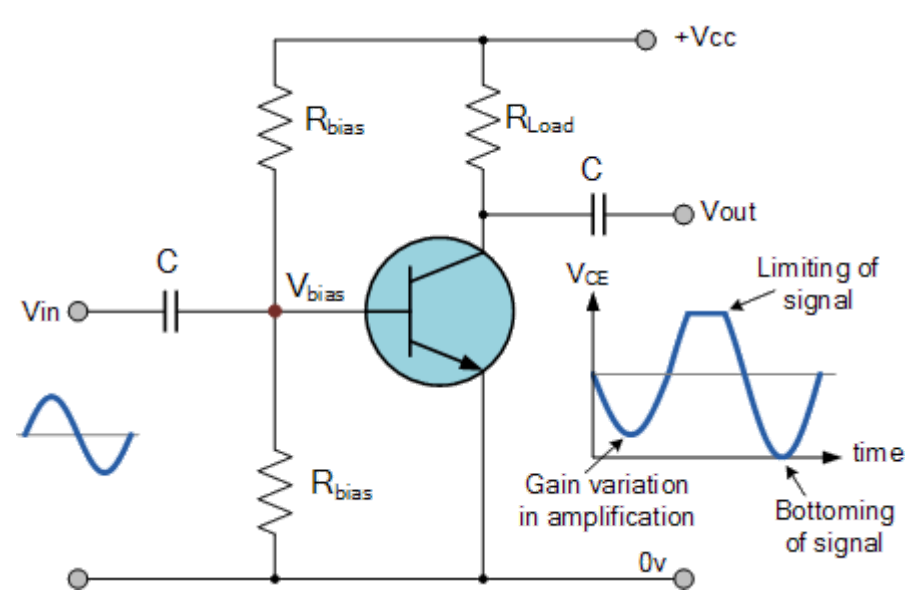 +Vcc
Rbias
RLoad
C
Vout
C
Vbias
Vin
VCE
Limiting of
signal
time
Gain variation
in amplification
Rbias
Bottoming
of signal
0v